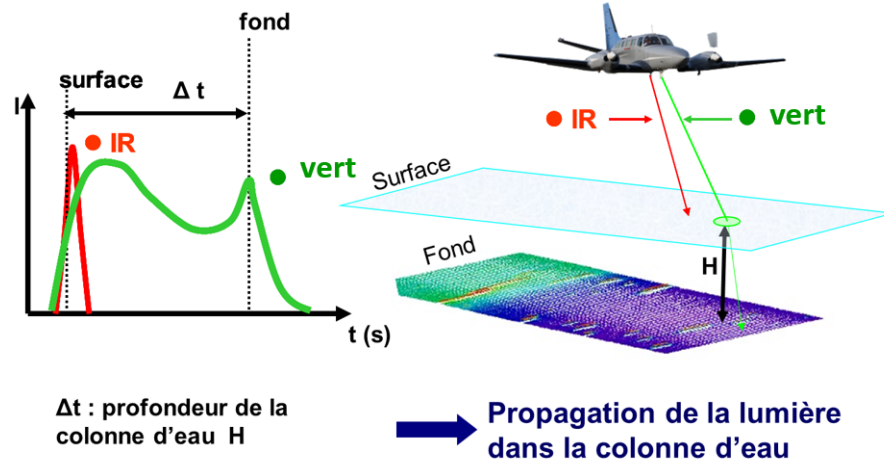 fond
surface
Δ t
I
IR
vert
t (s)
IR
vert
Surface
Fond
H
Δt : profondeur de la
colonne d'eau H
Propagation de la lumière
dans la colonne d'eau